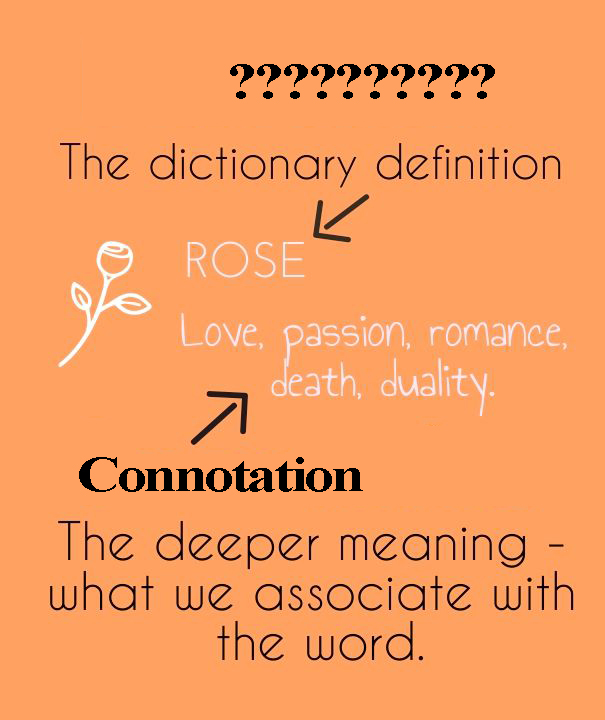 ??????????
The dictionary definition
ROSE
Love, passion, romance,
death, duality.
Connotation
The deeper meaning -
what we associate with
the word.